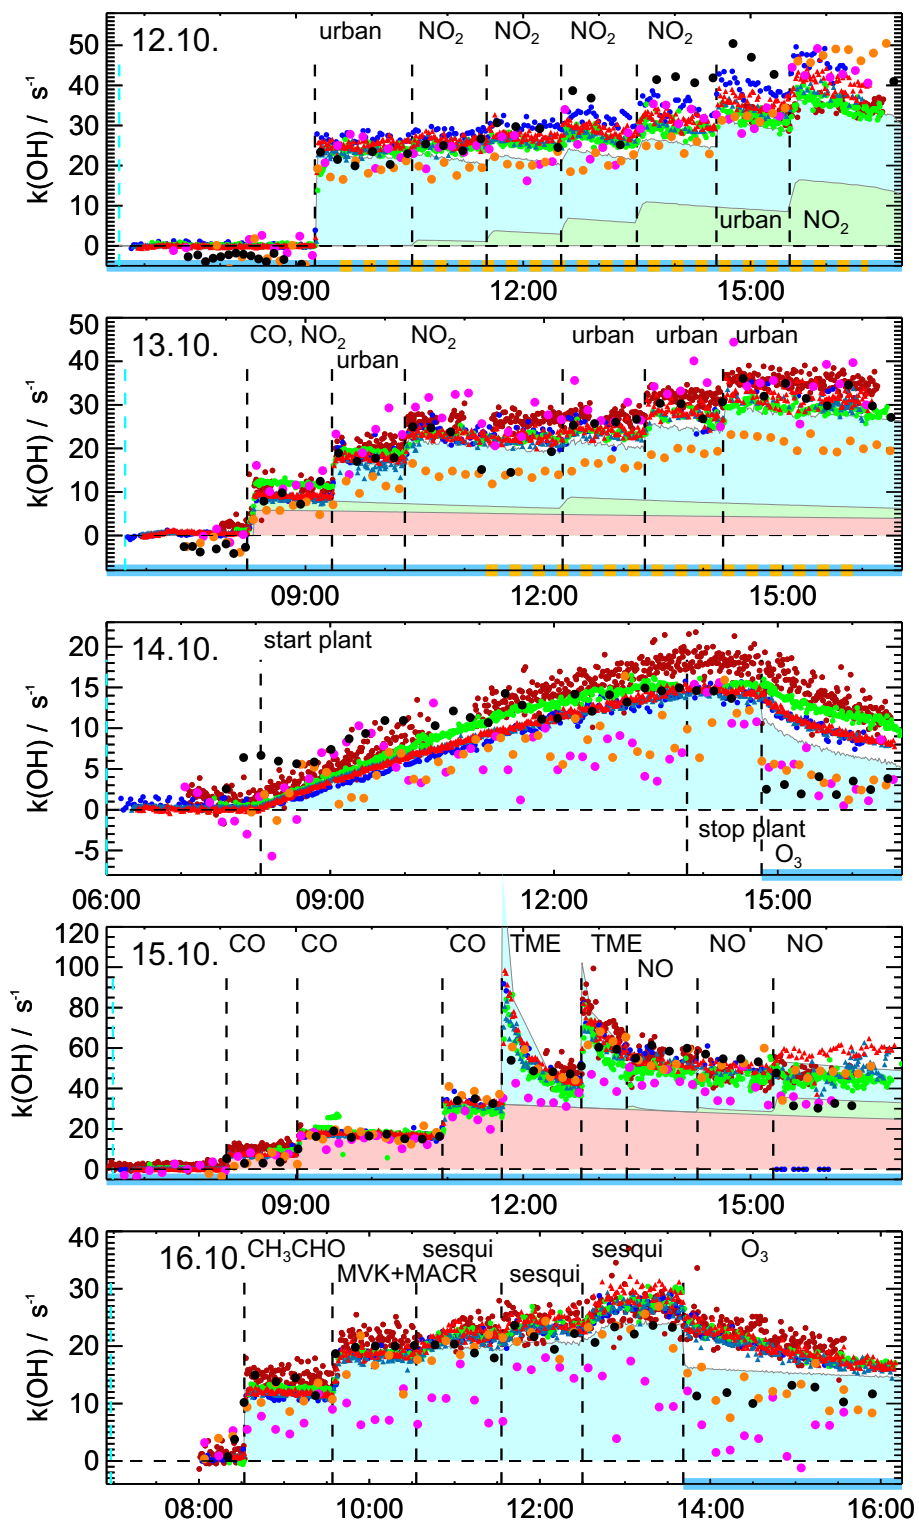 12.10.
urban NO₂ NO₂ NO₂ NO₂
50
40
30
20
10
0
k(OH) / s⁻¹
urban NO₂
09:00 12:00 15:00
13.10.
CO, NO₂ NO₂ urban urban urban
urban
50
40
30
20
10
0
k(OH) / s⁻¹
09:00 12:00 15:00
14.10.
start plant
20
15
10
5
0
-5
k(OH) / s⁻¹
stop plant
O₃
06:00 09:00 12:00 15:00
15.10.
CO CO CO TME TME NO NO
NO
120
100
80
60
40
20
0
k(OH) / s⁻¹
09:00 12:00 15:00
16.10.
CH₃CHO sesqui sesqui O₃
MVK+MACR sesqui
40
30
20
10
0
k(OH) / s⁻¹
08:00 10:00 12:00 14:00 16:00